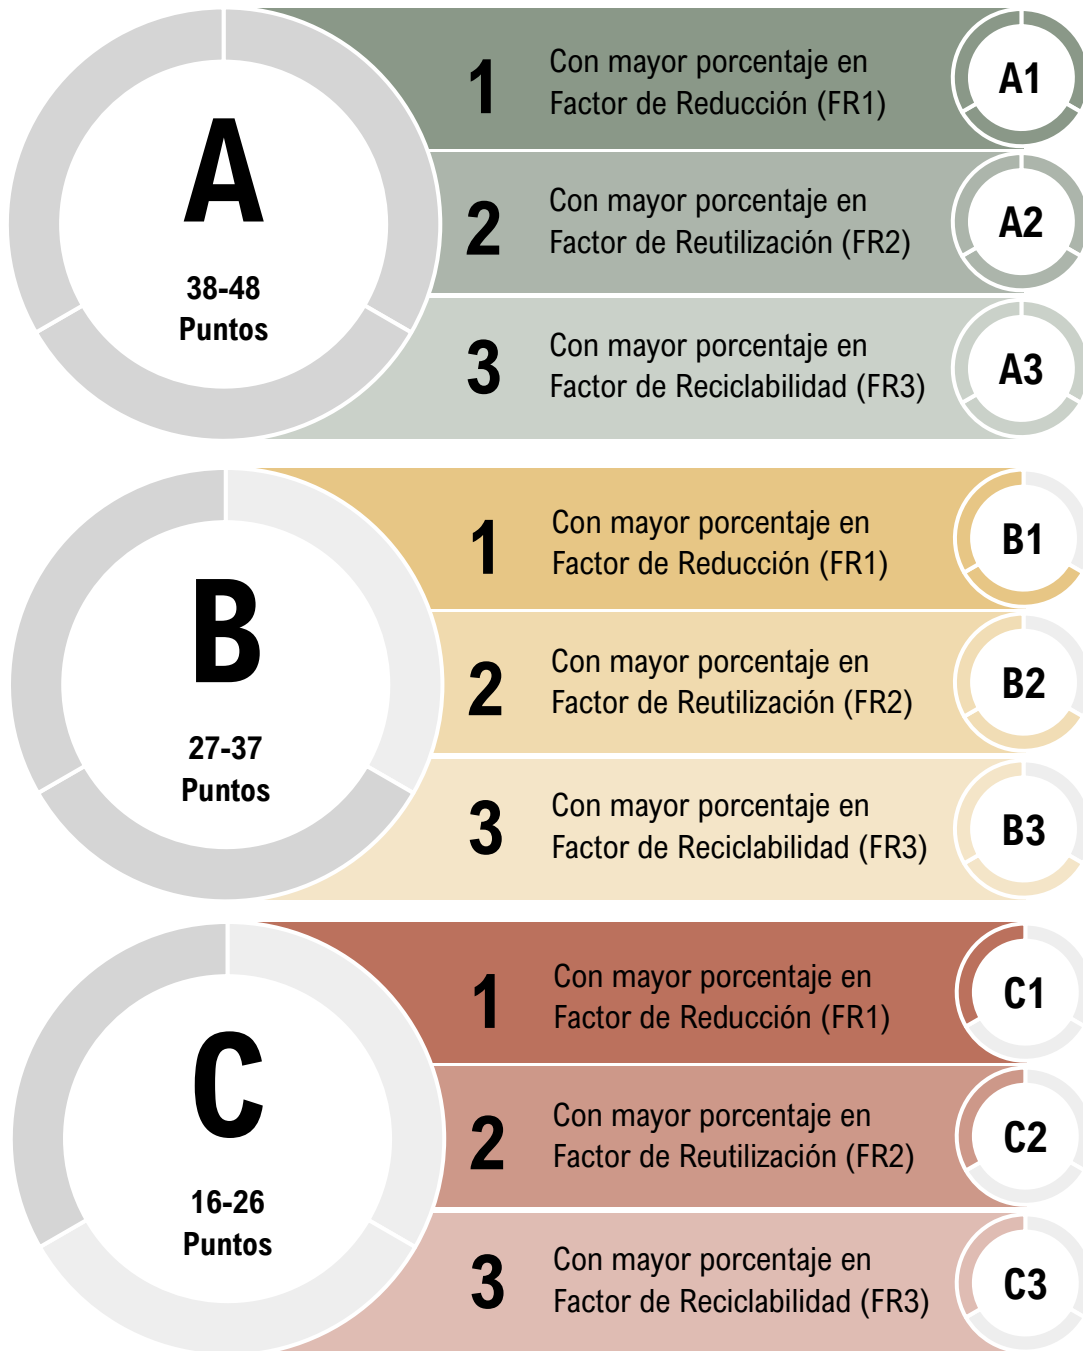 A
38-48
Puntos
1
Con mayor porcentaje en
Factor de Reducción (FR1)
A1
2
Con mayor porcentaje en
Factor de Reutilización (FR2)
A2
3
Con mayor porcentaje en
Factor de Reciclabilidad (FR3)
A3
B
27-37
Puntos
1
Con mayor porcentaje en
Factor de Reducción (FR1)
B1
2
Con mayor porcentaje en
Factor de Reutilización (FR2)
B2
3
Con mayor porcentaje en
Factor de Reciclabilidad (FR3)
B3
C
16-26
Puntos
1
Con mayor porcentaje en
Factor de Reducción (FR1)
C1
2
Con mayor porcentaje en
Factor de Reutilización (FR2)
C2
3
Con mayor porcentaje en
Factor de Reciclabilidad (FR3)
C3